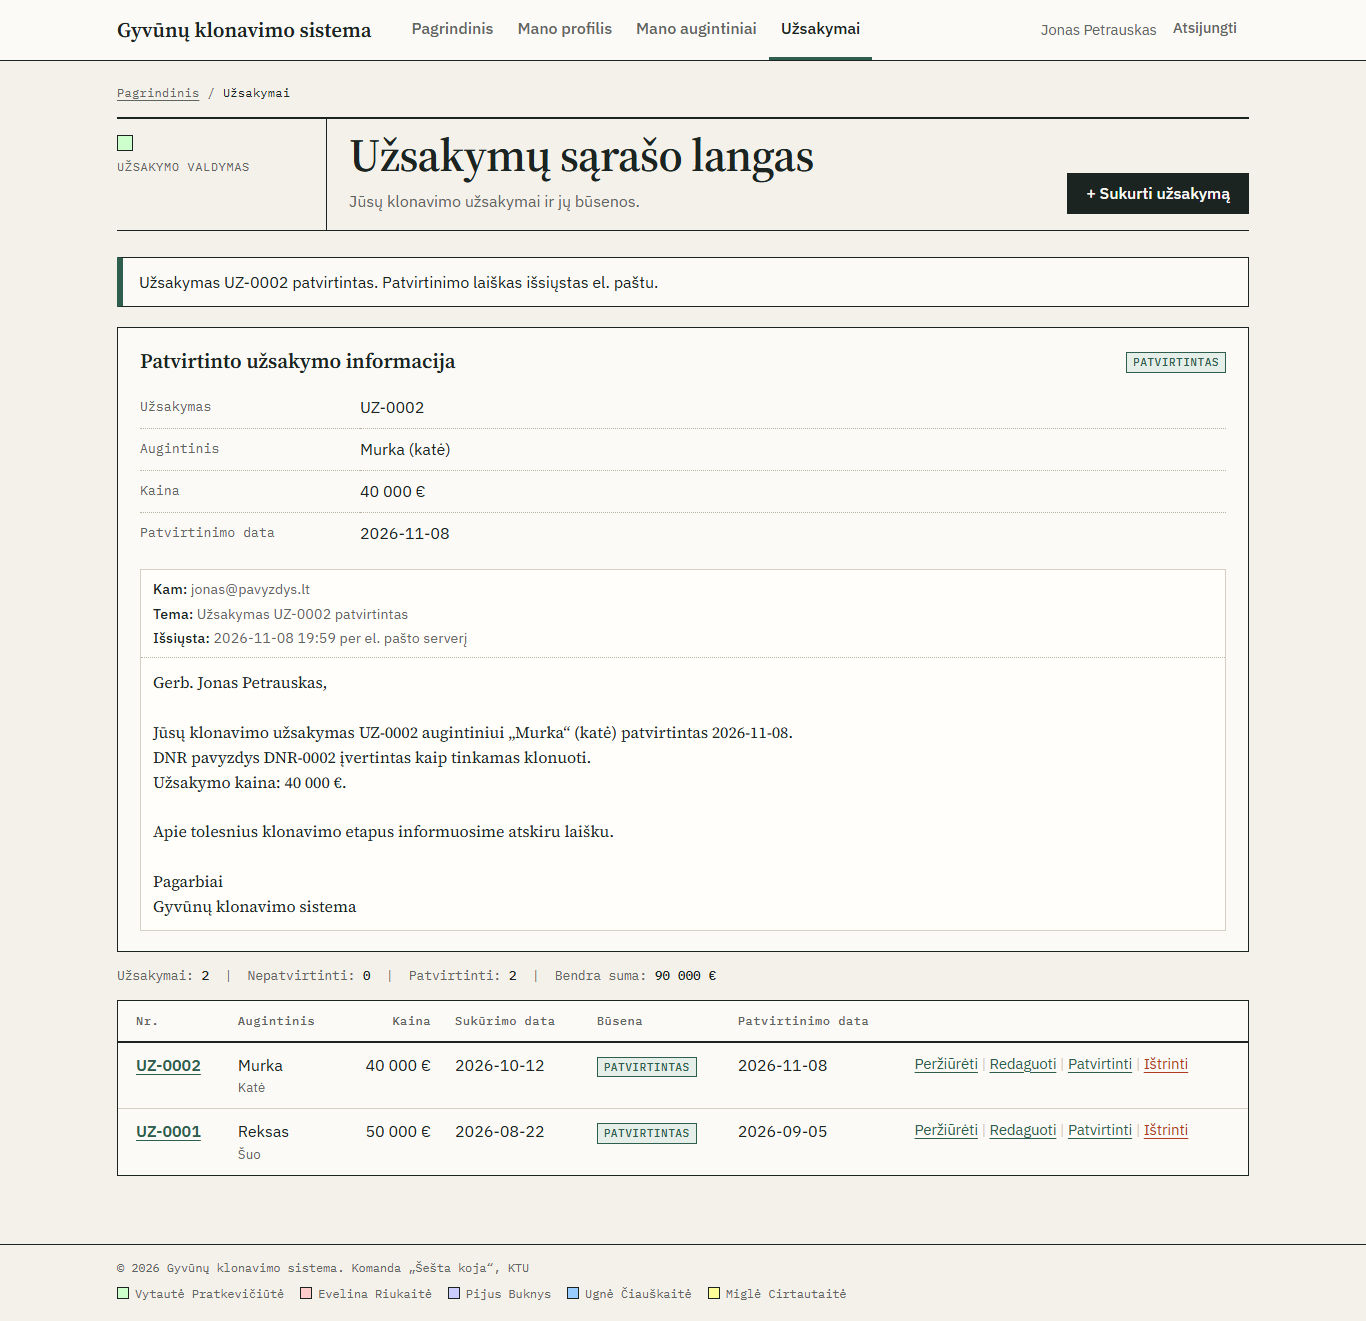 Gyvūnų klonavimo sistema
Pagrindinis
Mano profilis
Mano augintiniai
Užsakymai
Jonas Petrauskas
Atsijungti
Pagrindinis / Užsakymai
UŽSAKYMO VALDYMAS
Užsakymų sąrašo langas
Jūsų klonavimo užsakymai ir jų būsenos.
+ Sukurti užsakymą
Užsakymas UZ-0002 patvirtintas. Patvirtinimo laiškas išsiųstas el. paštu.
Patvirtinto užsakymo informacija
PATVIRTINTAS
Užsakymas UZ-0002
Augintinis Murka (katė)
Kaina 40 000 €
Patvirtinimo data 2026-11-08
Kam: jonas@pavyzdys.lt
Tema: Užsakymas UZ-0002 patvirtintas
Išsiųsta: 2026-11-08 19:59 per el. pašto serverį
Gerb. Jonas Petrauskas,
Jūsų klonavimo užsakymas UZ-0002 augintiniui „Murka“ (katė) patvirtintas 2026-11-08.
DNR pavyzdys DNR-0002 įvertintas kaip tinkamas klonuoti.
Užsakymo kaina: 40 000 €.
Apie tolesnius klonavimo etapus informuosime atskiru laišku.
Pagarbiai
Gyvūnų klonavimo sistema
Užsakymai: 2 | Nepatvirtinti: 0 | Patvirtinti: 2 | Bendra suma: 90 000 €
Nr. Augintinis Kaina Sukūrimo data Būsena Patvirtinimo data
UZ-0002 Murka 40 000 € 2026-10-12 PATVIRTINTAS 2026-11-08 Peržiūrėti | Redaguoti | Patvirtinti | Ištrinti
Katė
UZ-0001 Reksas 50 000 € 2026-08-22 PATVIRTINTAS 2026-09-05 Peržiūrėti | Redaguoti | Patvirtinti | Ištrinti
Šuo
© 2026 Gyvūnų klonavimo sistema. Komanda „Šešta koja“, KTU
Vytautė Pratkevičiūtė Evelina Riukaitė Pijus Buknys Ugnė Čiauškaitė Miglė Cirtautaitė